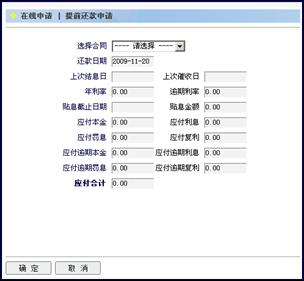 在线申请 | 提前还款申请
选择合同 ---- 请选择 ----
还款日期 2009-11-20
上次结息日 上次催收日
年利率 0.00 逾期利率 0.00
贴息截止日期 贴息金额 0.00
应付本金 0.00 应付利息 0.00
应付罚息 0.00 应付复利 0.00
应付逾期本金 0.00 应付逾期利息 0.00
应付逾期罚息 0.00 应付逾期复利 0.00
应付合计 0.00
确 定 取 消